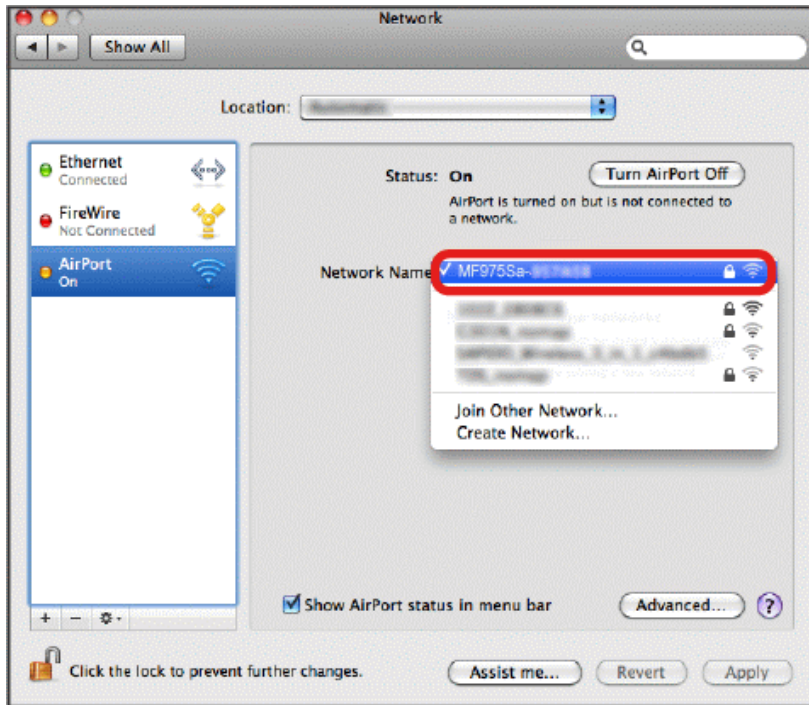 Network
Show All
Location:
Ethernet
Connected
FireWire
Not Connected
AirPort
On
Status: On
Turn AirPort Off
AirPort is turned on but is not connected to
a network.
Network Name
MF975Sa-
Join Other Network...
Create Network...
Show AirPort status in menu bar
Advanced...
?
+ -
Click the lock to prevent further changes.
Assist me...
Revert
Apply